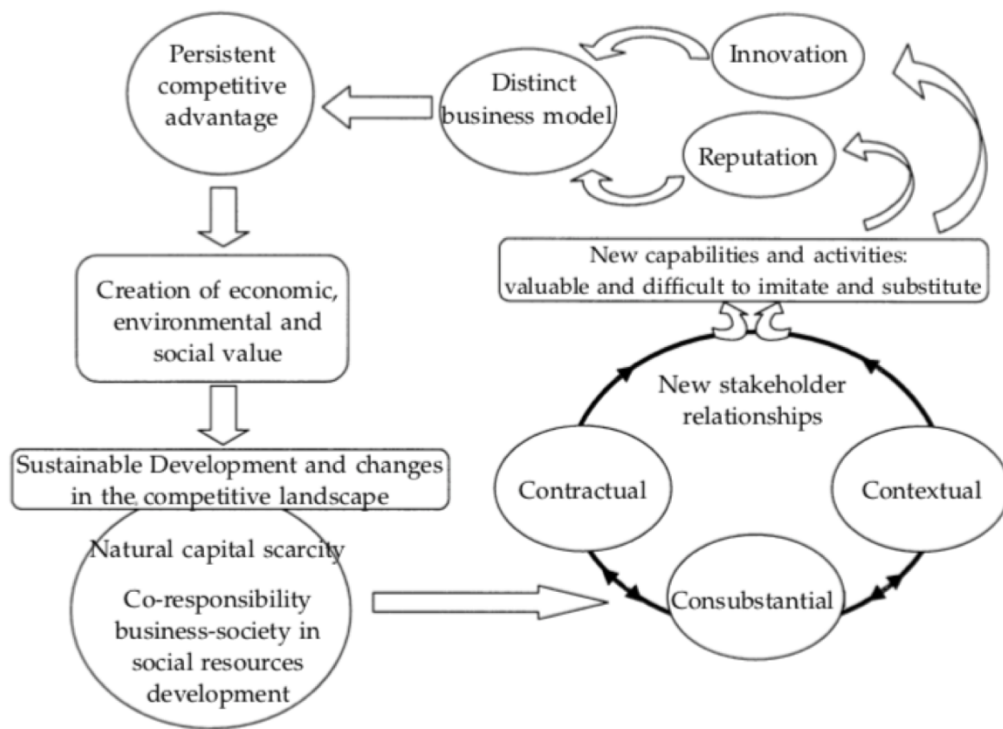 Persistent
competitive
advantage
Distinct
business model
Innovation
Reputation
New capabilities and activities:
valuable and difficult to imitate and substitute
Creation of economic,
environmental and
social value
New stakeholder
relationships
Sustainable Development and changes
in the competitive landscape
Contractual
Contextual
Natural capital scarcity
Co-responsibility
business-society in
social resources
development
Consubstantial